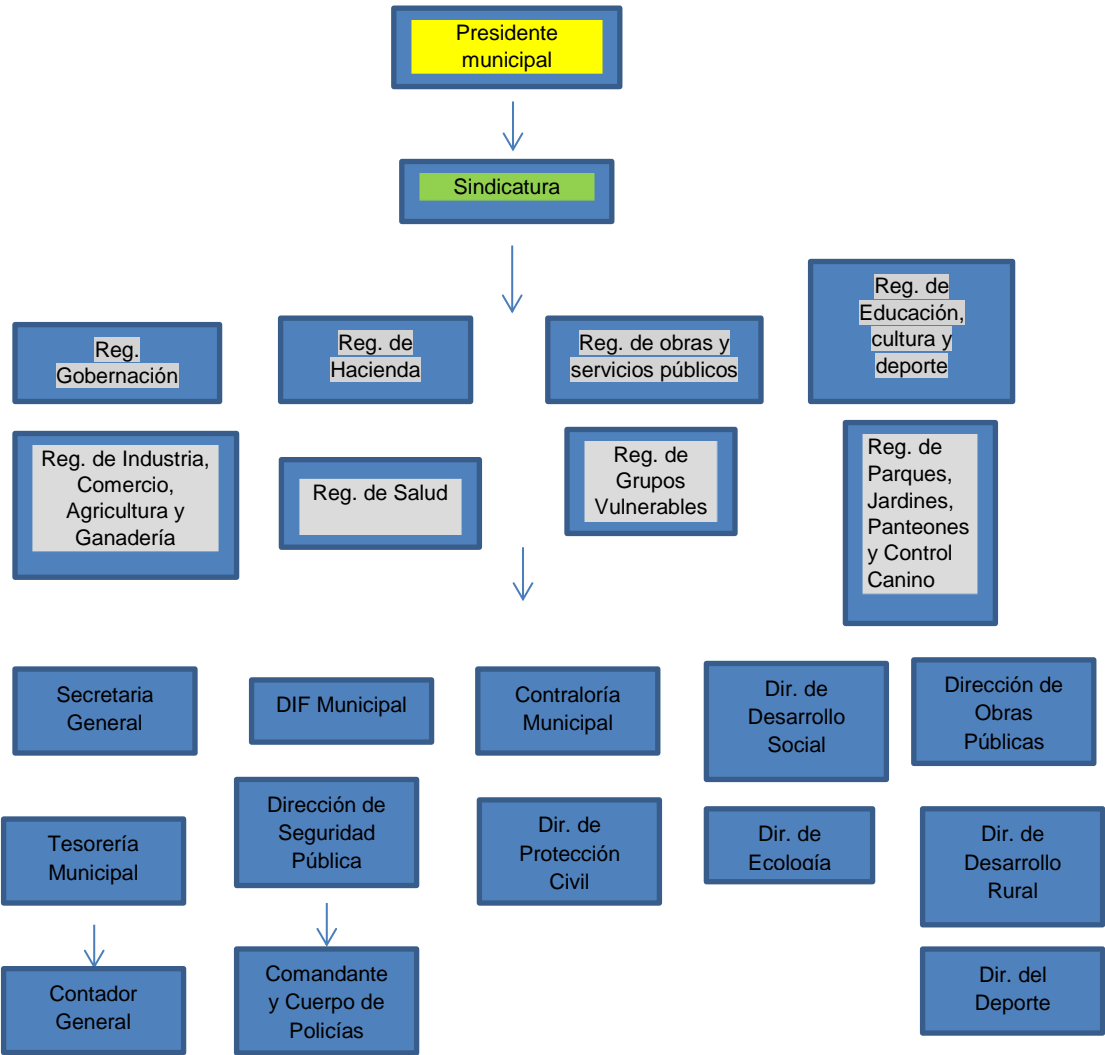 Presidente
municipal
Sindicatura
Reg.
Gobernación
Reg. de
Hacienda
Reg. de obras y
servicios públicos
Reg. de
Educación,
cultura y
deporte
Reg. de Industria,
Comercio,
Agricultura y
Ganadería
Reg. de Salud
Reg. de
Grupos
Vulnerables
Reg. de
Parques,
Jardines,
Panteones
y Control
Canino
Secretaria
General
DIF Municipal
Contraloría
Municipal
Dir. de
Desarrollo
Social
Dirección de
Obras
Públicas
Tesorería
Municipal
Dirección de
Seguridad
Pública
Dir. de
Protección
Civil
Dir. de
Ecología
Dir. de
Desarrollo
Rural
Contador
General
Comandante
y Cuerpo de
Policías
Dir. del
Deporte